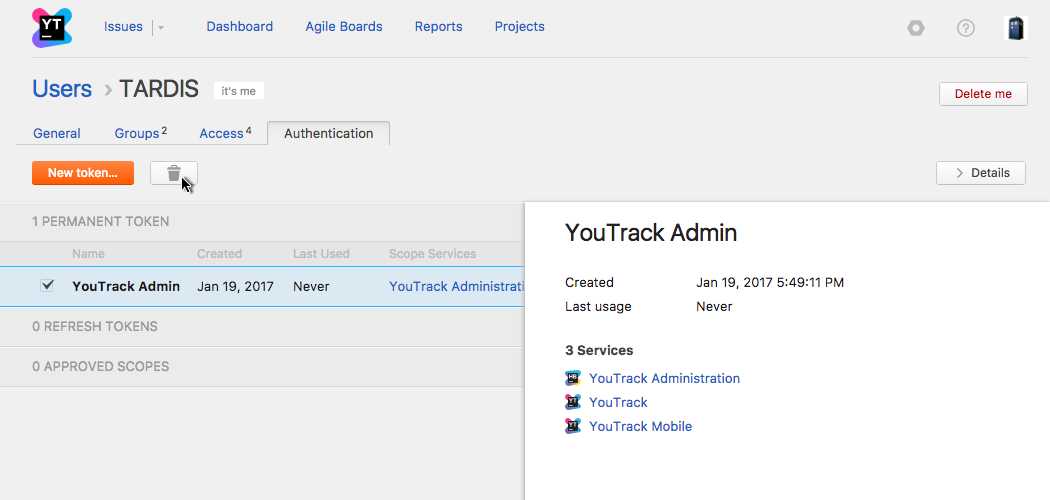 YT
Issues Dashboard Agile Boards Reports Projects
Users › TARDIS it's me
Delete me
General Groups 2 Access 4 Authentication
New token... Details
1 PERMANENT TOKEN
Name Created Last Used Scope Services
YouTrack Admin Jan 19, 2017 Never YouTrack Administrati
0 REFRESH TOKENS
0 APPROVED SCOPES
YouTrack Admin
Created Jan 19, 2017 5:49:11 PM
Last usage Never
3 Services
YouTrack Administration
YouTrack
YouTrack Mobile